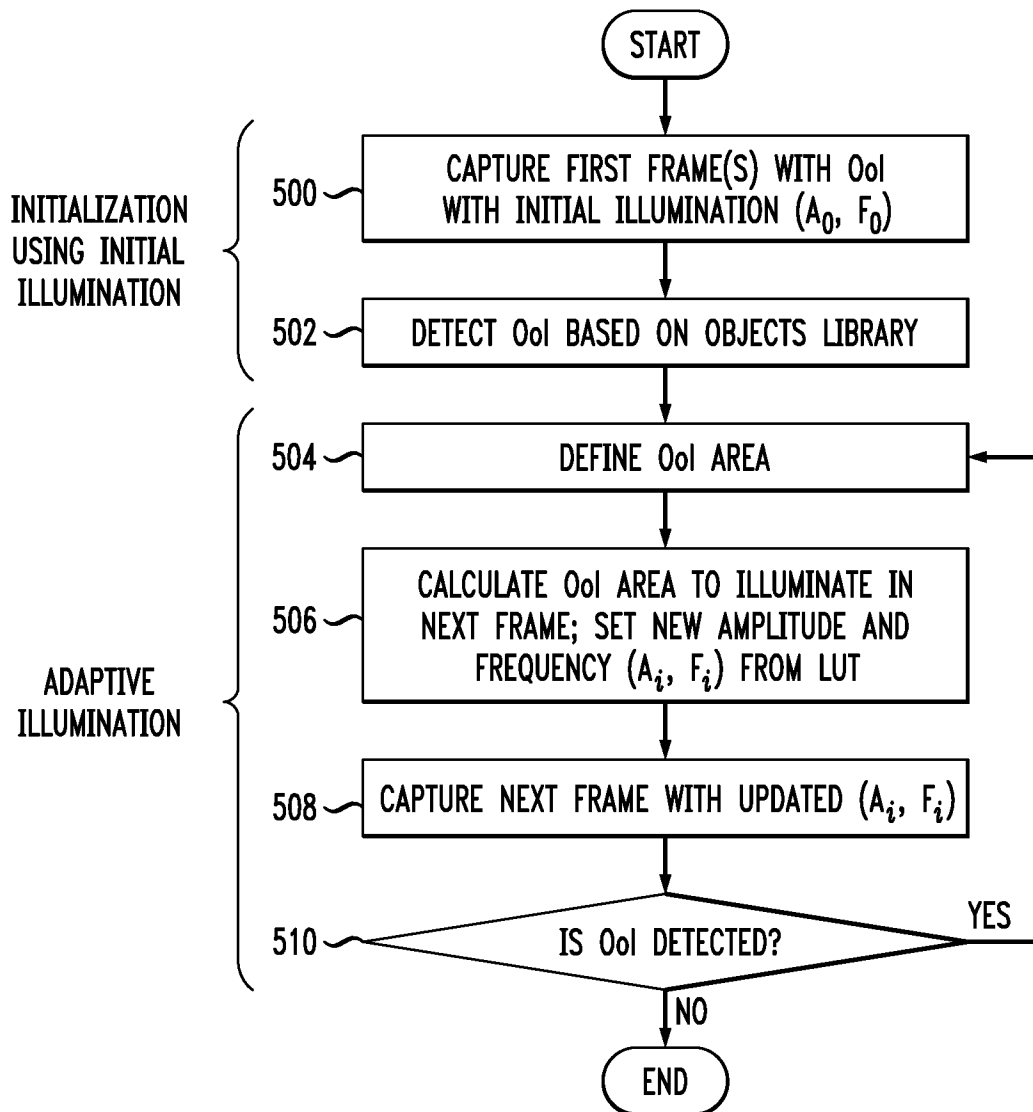 START
INITIALIZATION
USING INITIAL
ILLUMINATION
500
CAPTURE FIRST FRAME(S) WITH OoI
WITH INITIAL ILLUMINATION (A0, F0)
502
DETECT OoI BASED ON OBJECTS LIBRARY
ADAPTIVE
ILLUMINATION
504
DEFINE OoI AREA
506
CALCULATE OoI AREA TO ILLUMINATE IN
NEXT FRAME; SET NEW AMPLITUDE AND
FREQUENCY (Ai, Fi) FROM LUT
508
CAPTURE NEXT FRAME WITH UPDATED (Ai, Fi)
510
IS OoI DETECTED?
YES
NO
END